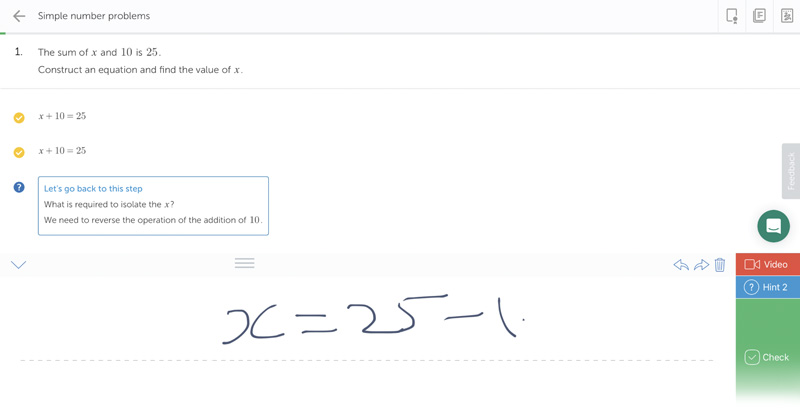 Simple number problems
1. The sum of x and 10 is 25.
Construct an equation and find the value of x.
x + 10 = 25
x + 10 = 25
?
Let's go back to this step
What is required to isolate the x?
We need to reverse the operation of the addition of 10.
Feedback
Video
? Hint 2
Check
x = 25 - 1